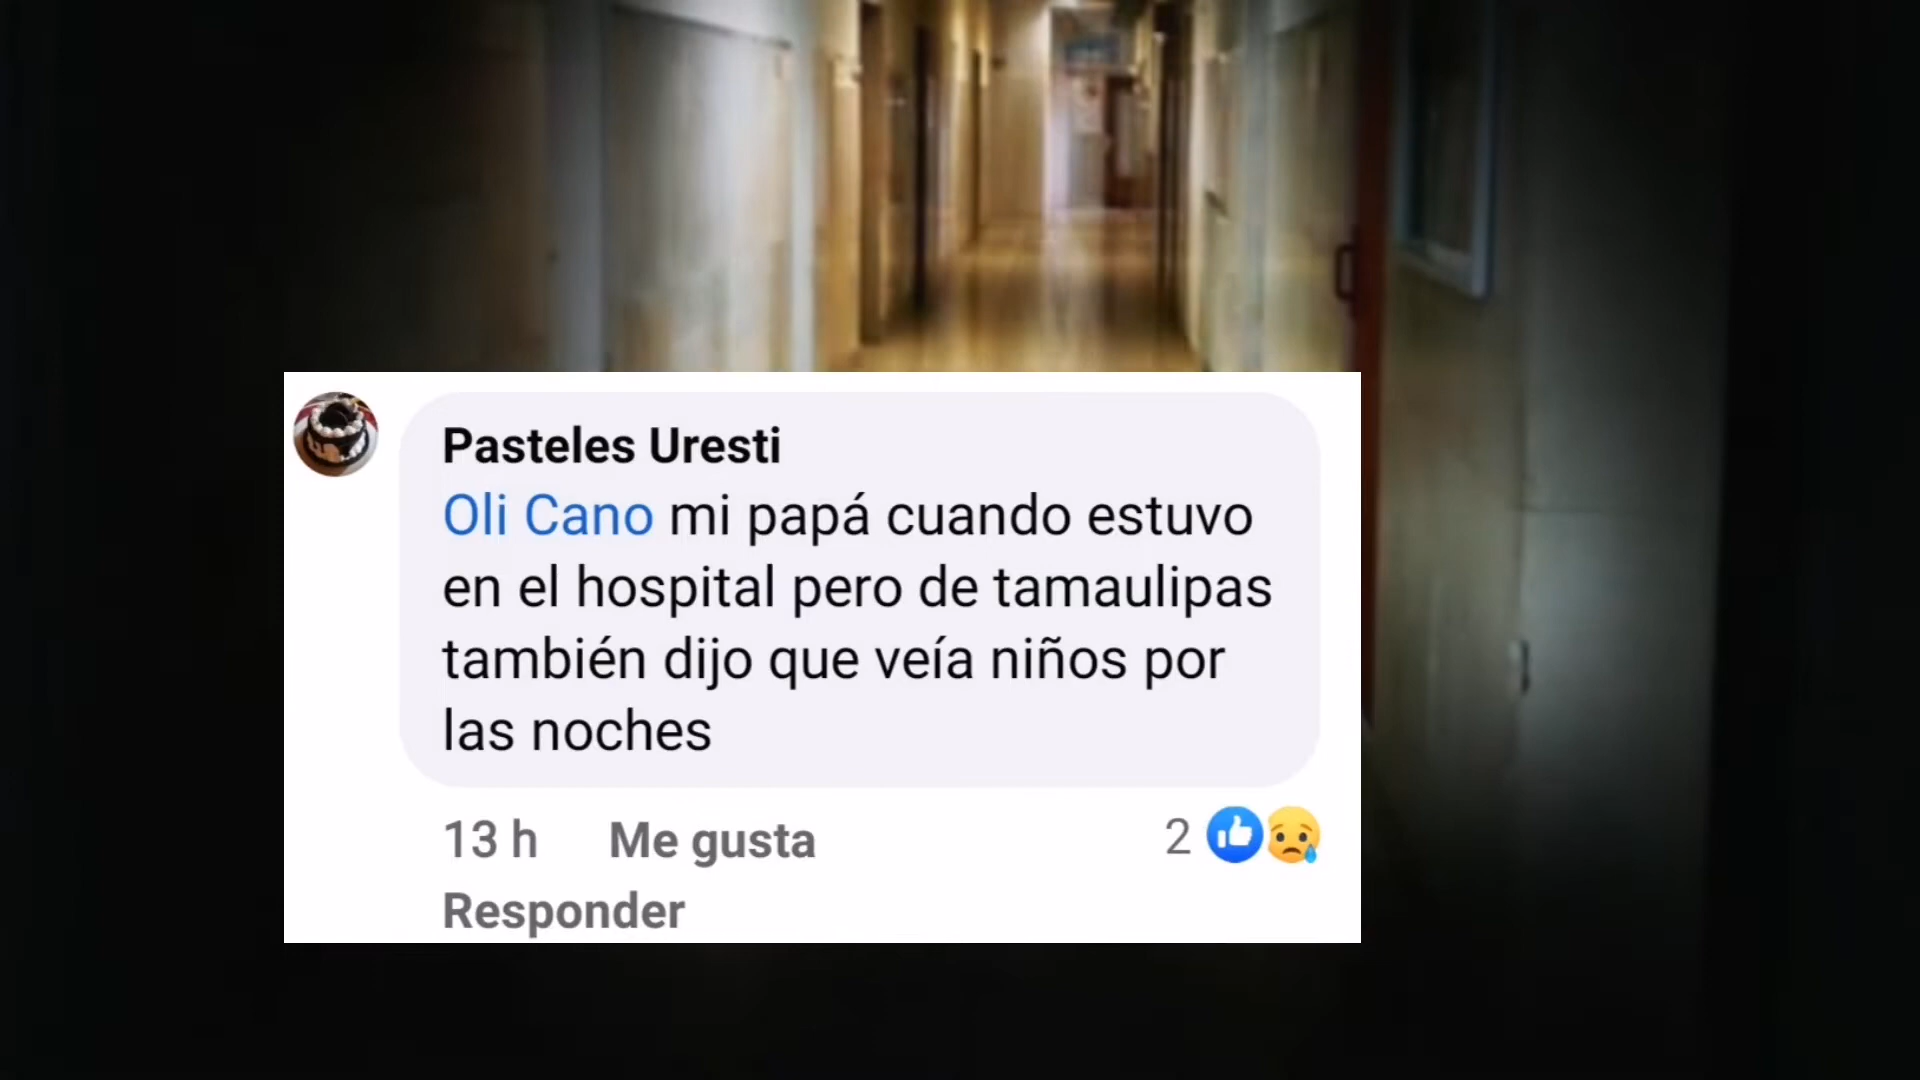 Pasteles Uresti
Oli Cano mi papá cuando estuvo
en el hospital pero de tamaulipas
también dijo que veía niños por
las noches
13 h Me gusta 2
Responder